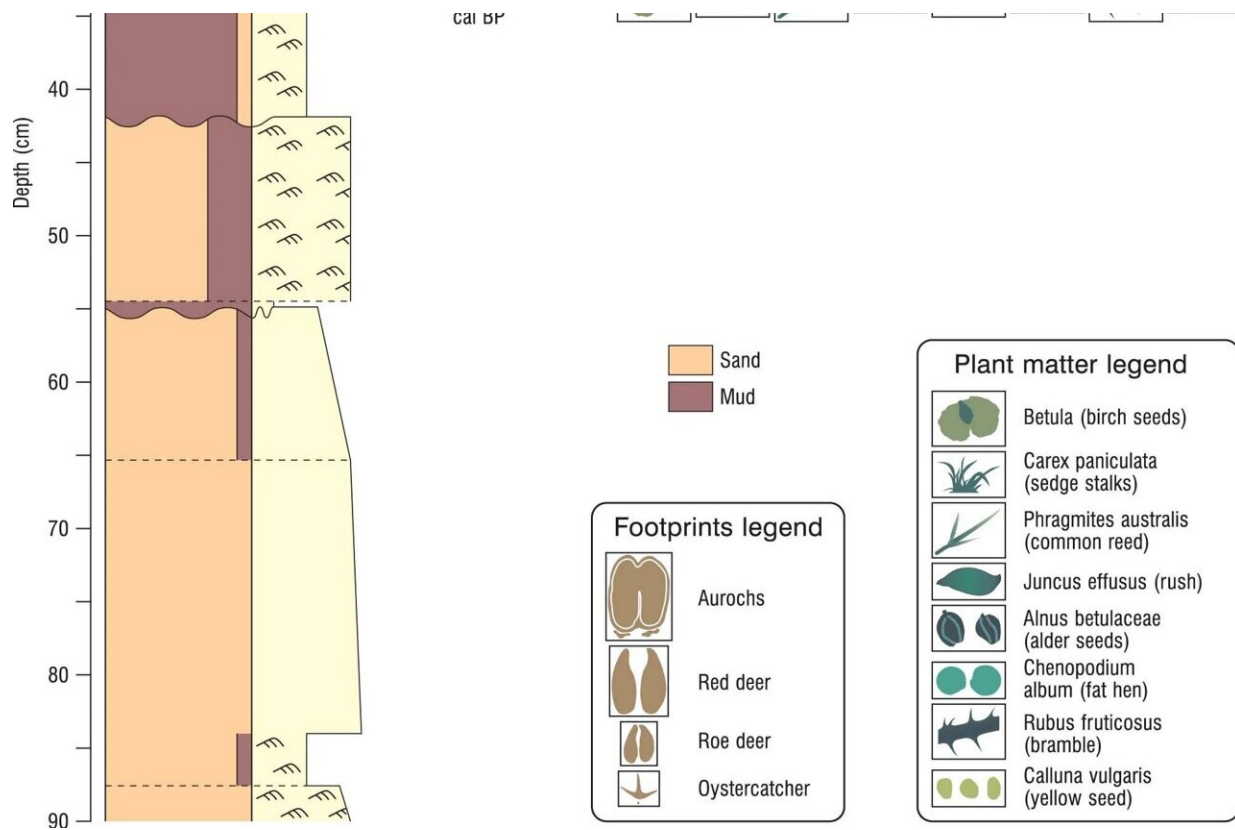 cal BP
Depth (cm)
40
50
60
70
80
90
Sand
Mud
Footprints legend
Aurochs
Red deer
Roe deer
Oystercatcher
Plant matter legend
Betula (birch seeds)
Carex paniculata
(sedge stalks)
Phragmites australis
(common reed)
Juncus effusus (rush)
Alnus betulaceae
(alder seeds)
Chenopodium
album (fat hen)
Rubus fruticosus
(bramble)
Calluna vulgaris
(yellow seed)